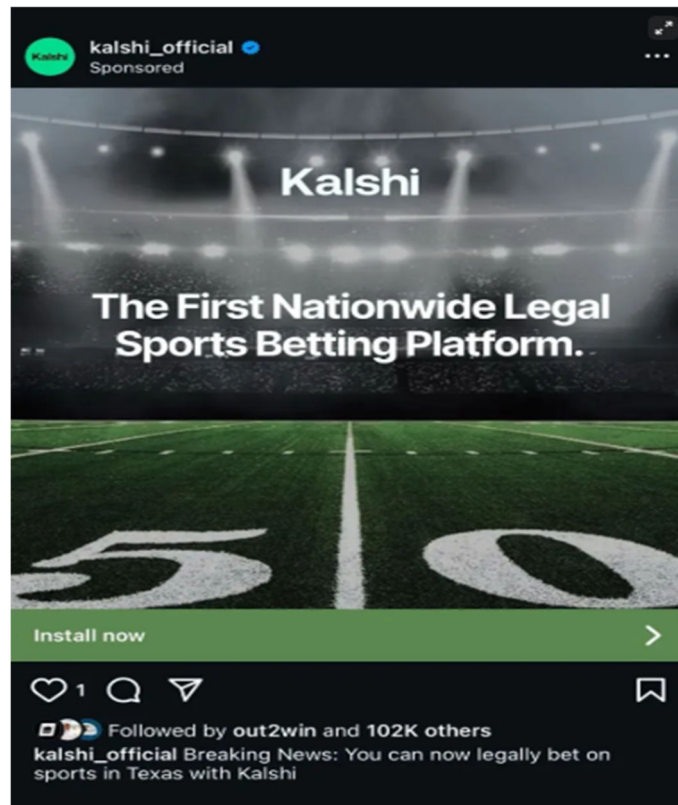 Kalshi
kalshi_official
Sponsored
Kalshi
The First Nationwide Legal
Sports Betting Platform.
50
Install now
1
Followed by out2win and 102K others
kalshi_official Breaking News: You can now legally bet on
sports in Texas with Kalshi